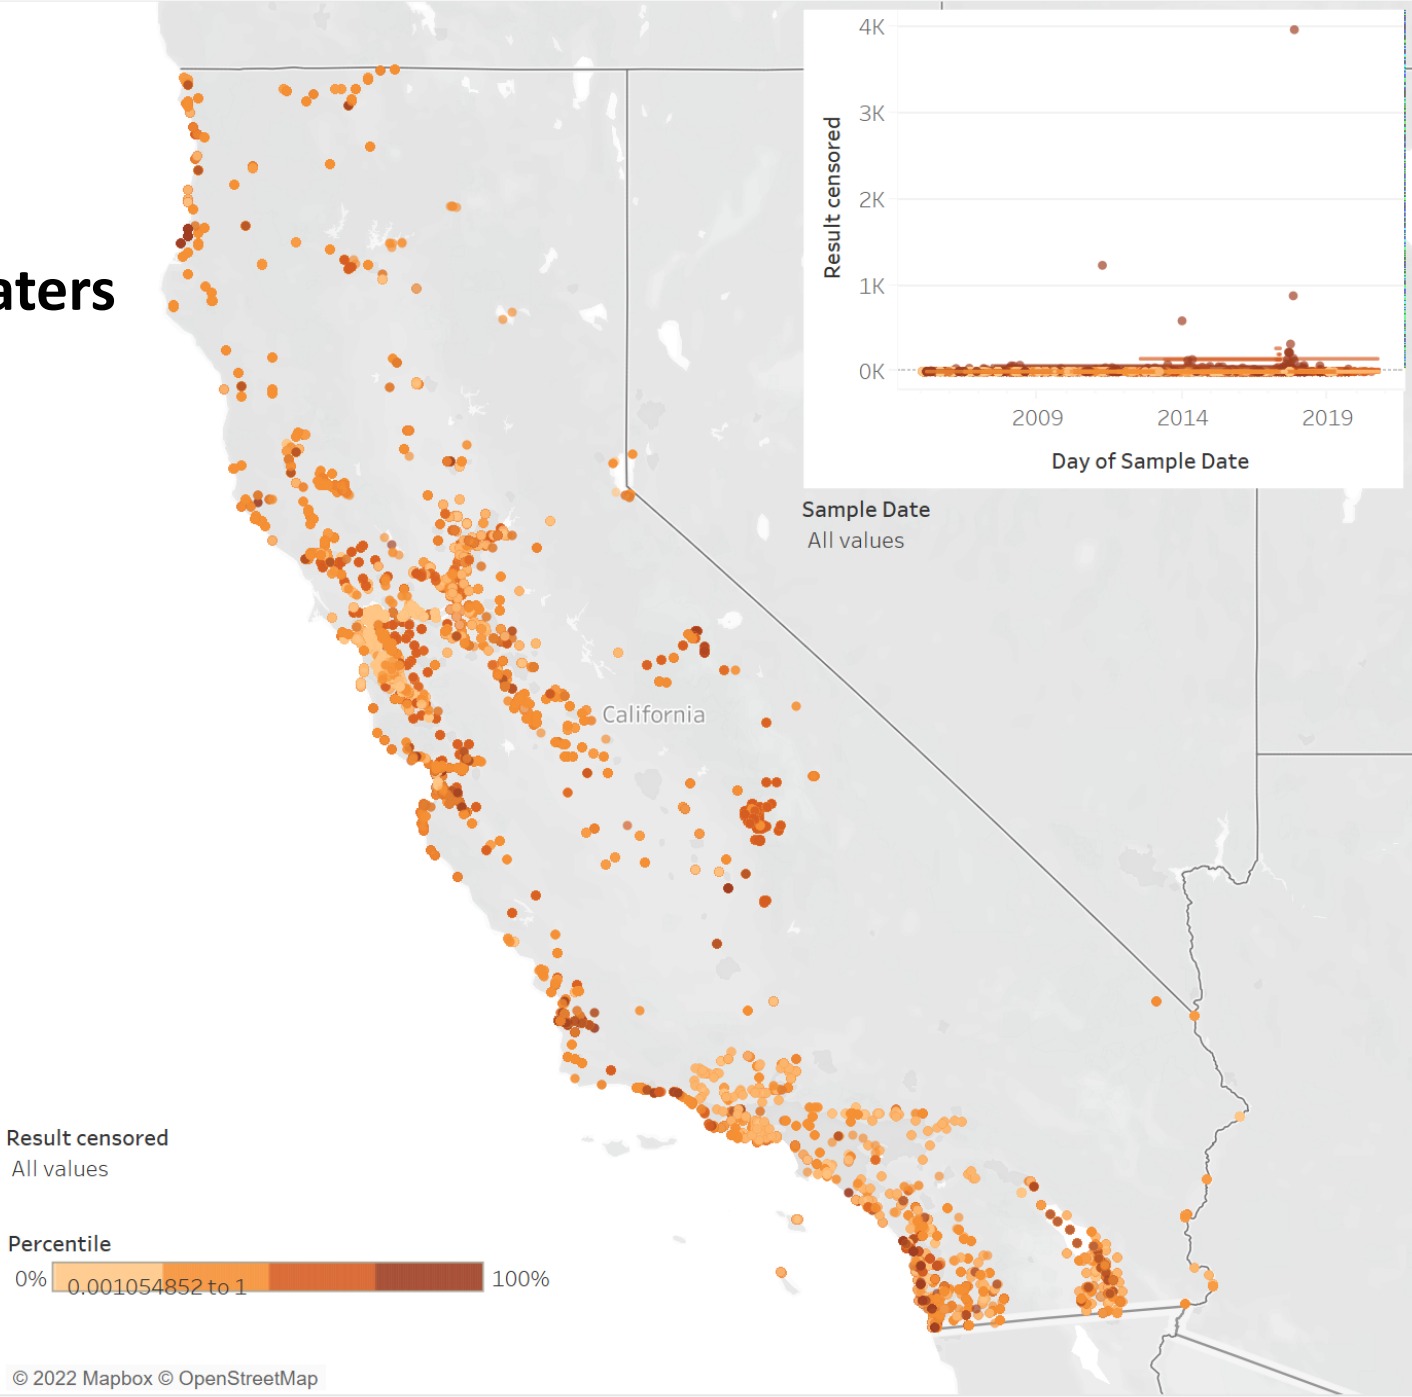 4K
3K
2K
1K
0K
Result censored
2009 2014 2019
Day of Sample Date
aters
Sample Date
All values
California
Result censored
All values
Percentile
0% 0.001054852 to 1 100%
© 2022 Mapbox © OpenStreetMap